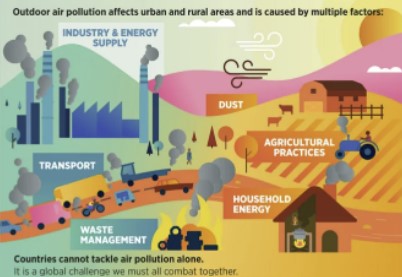 Outdoor air pollution affects urban and rural areas and is caused by multiple factors:
INDUSTRY & ENERGY
SUPPLY
DUST
AGRICULTURAL
PRACTICES
TRANSPORT
HOUSEHOLD
ENERGY
WASTE
MANAGEMENT
Countries cannot tackle air pollution alone.
It is a global challenge we must all combat together.